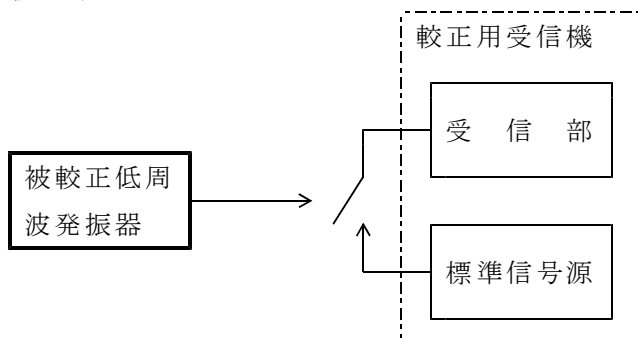 較正用受信機
受信部
被較正低周
波発振器
標準信号源